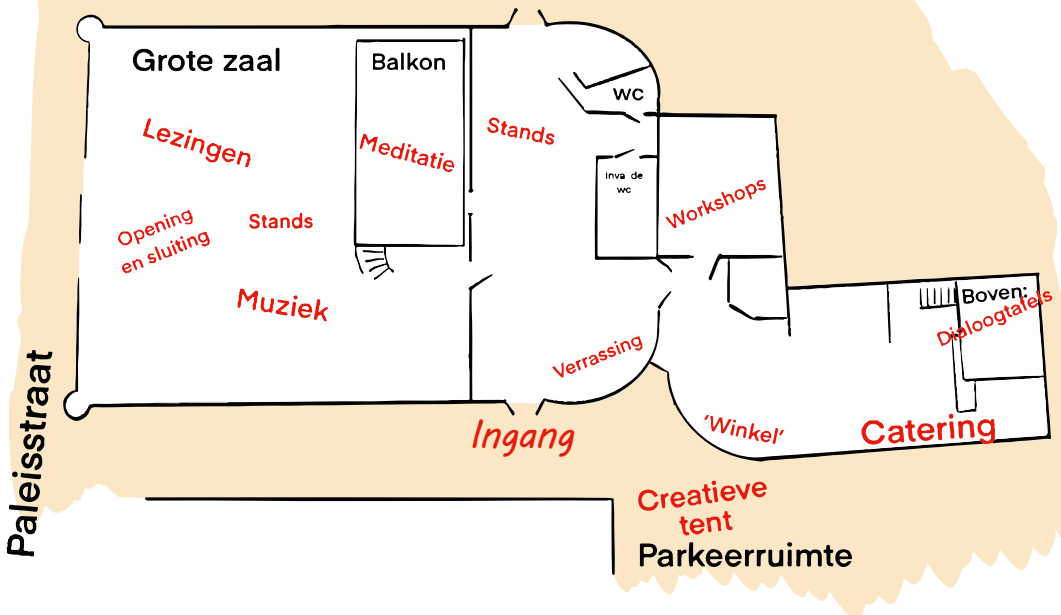 Grote zaal
Balkon
WC
Lezingen
Meditatie
Stands
Inva de
wc
Workshops
Opening
en sluiting
Stands
Muziek
Boven:
Dialoogtafels
Verrassing
Ingang
'Winkel'
Catering
Paleisstraat
Creatieve
tent
Parkeerruimte